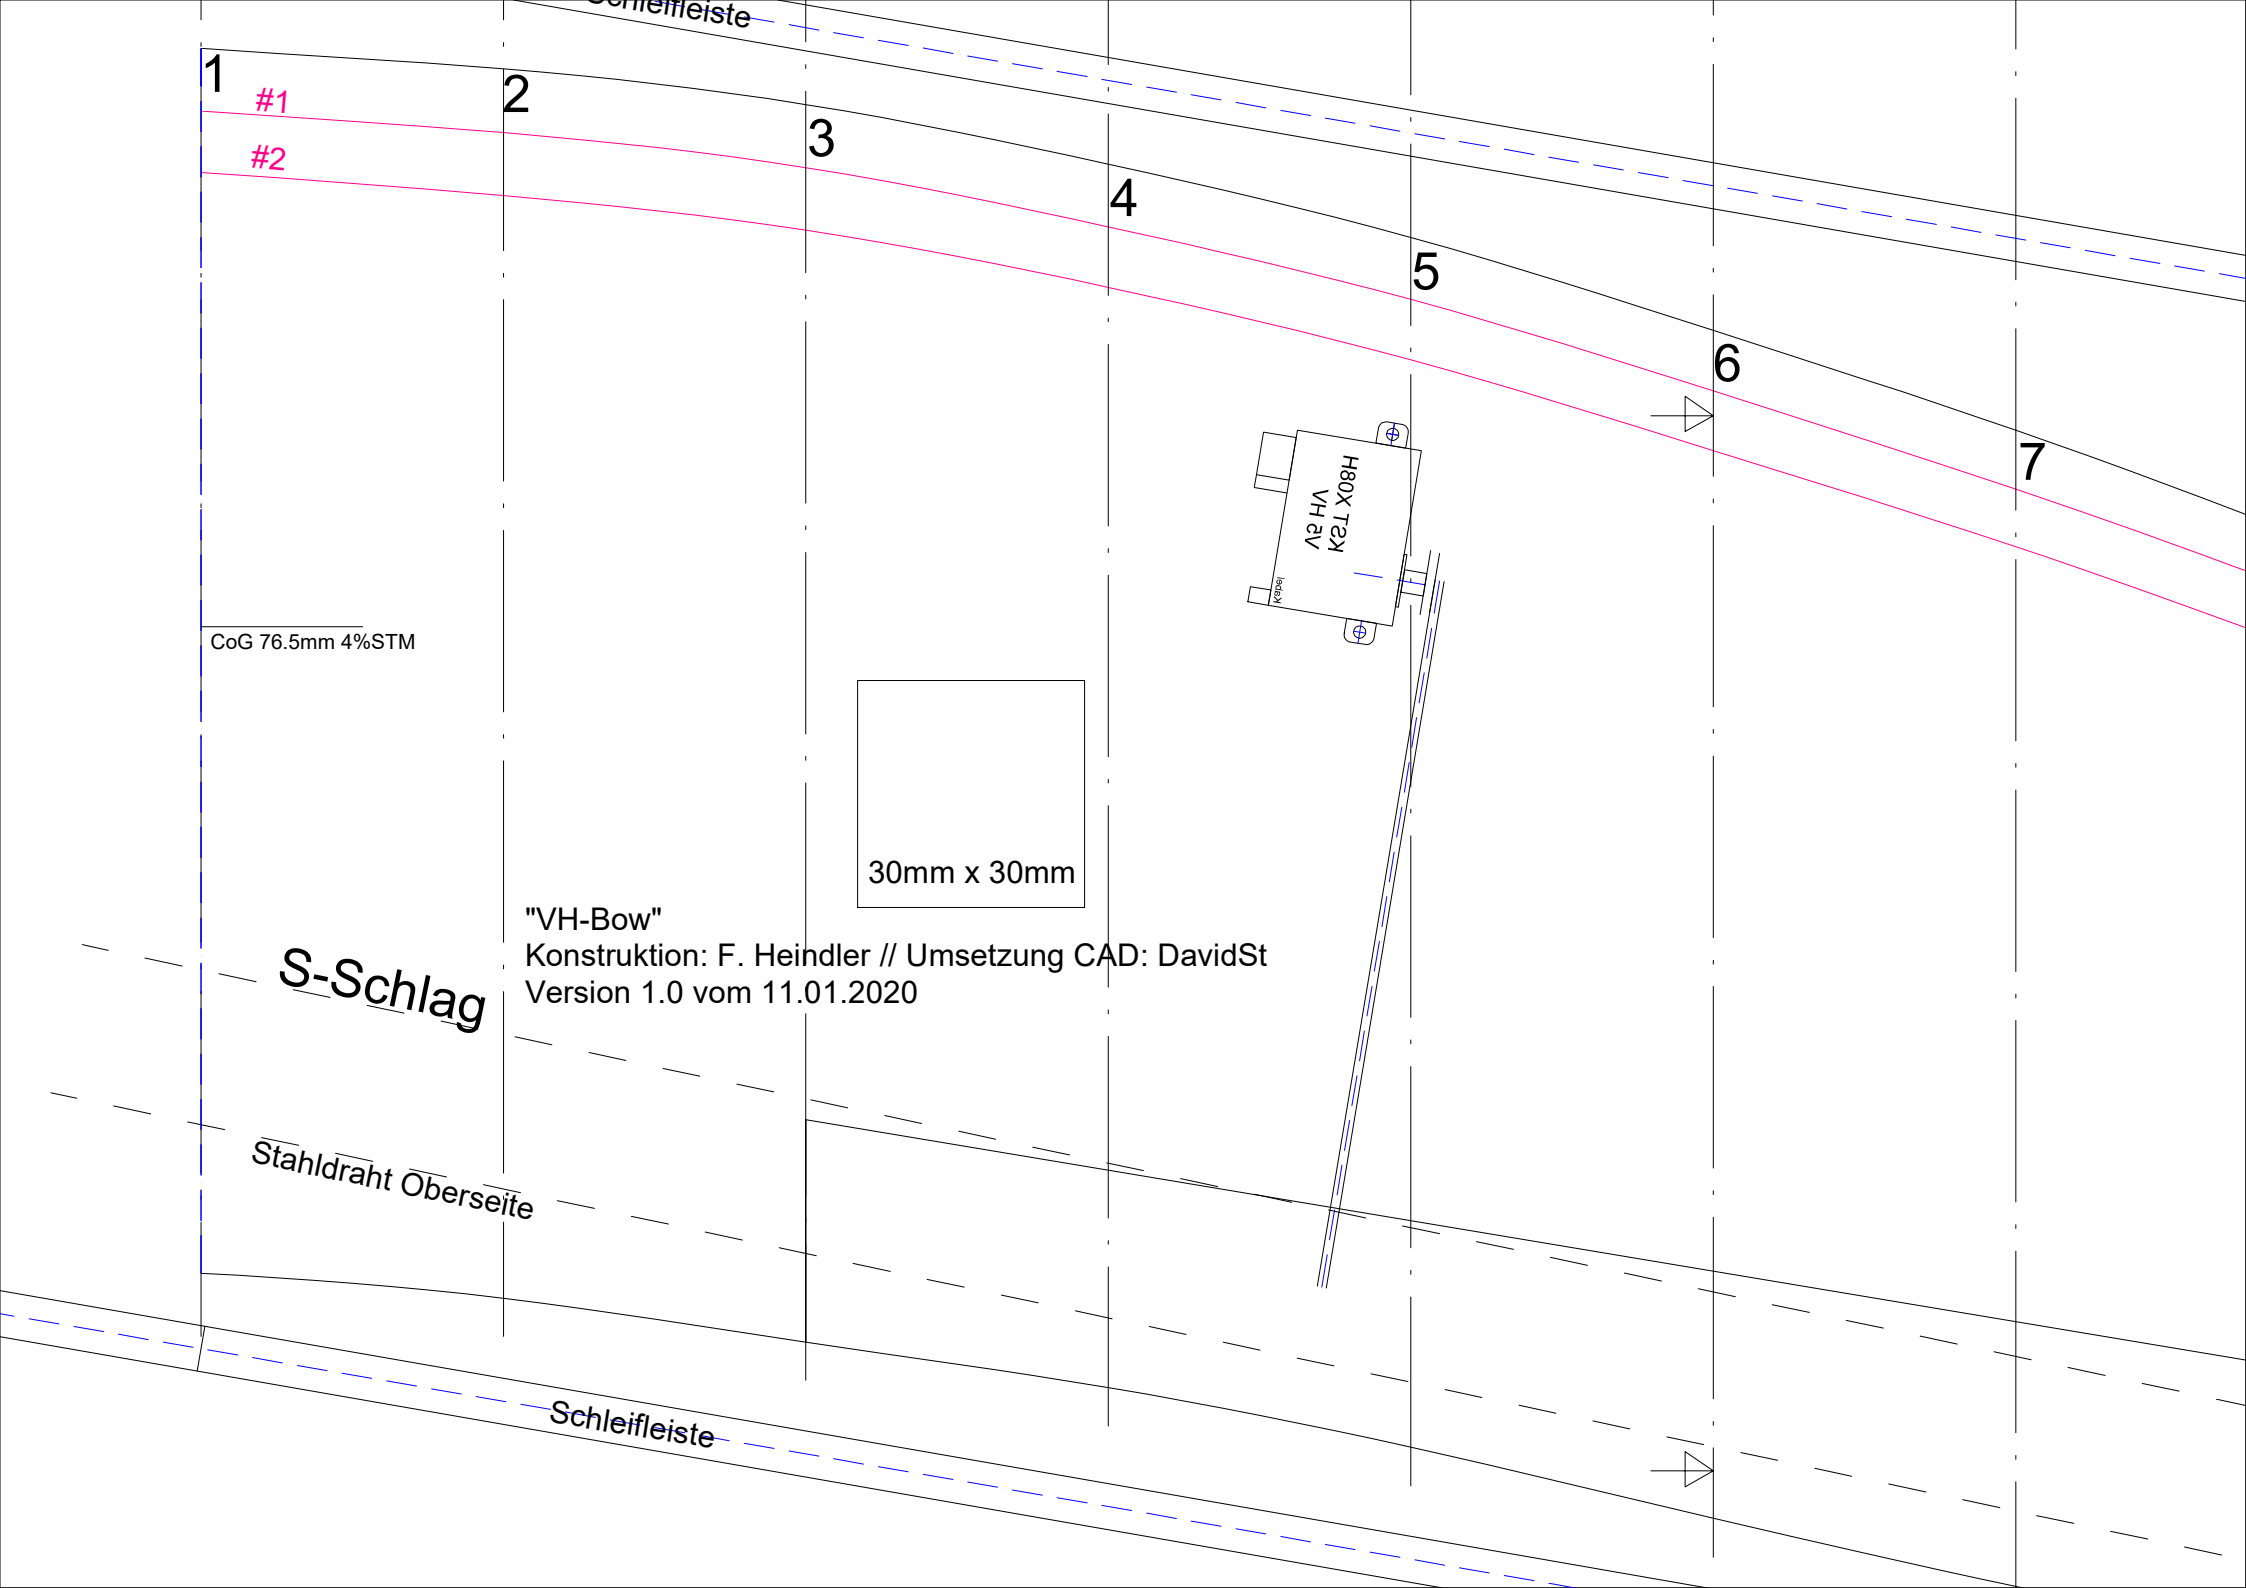 Schleifleiste
1
#1
2
#2
3
4
5
6
7
KST X08H
V6 HV
Kabel
CoG 76.5mm 4%STM
30mm x 30mm
"VH-Bow"
Konstruktion: F. Heindler // Umsetzung CAD: DavidSt
Version 1.0 vom 11.01.2020
S-Schlag
Stahldraht Oberseite
Schleifleiste